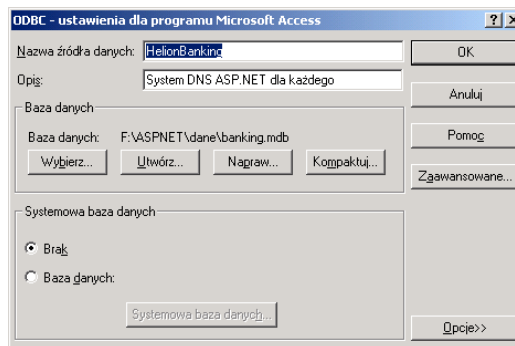 ODBC - ustawienia dla programu Microsoft Access
Nazwa źródła danych: HelionBanking
OK
Opis: System DNS ASP.NET dla każdego
Anuluj
Baza danych
Baza danych: F:\ASPNET\dane\banking.mdb
Pomoc
Wybierz... Utwórz... Napraw... Kompaktuj...
Zaawansowane...
Systemowa baza danych
Brak
Baza danych:
Systemowa baza danych...
Opcje>>